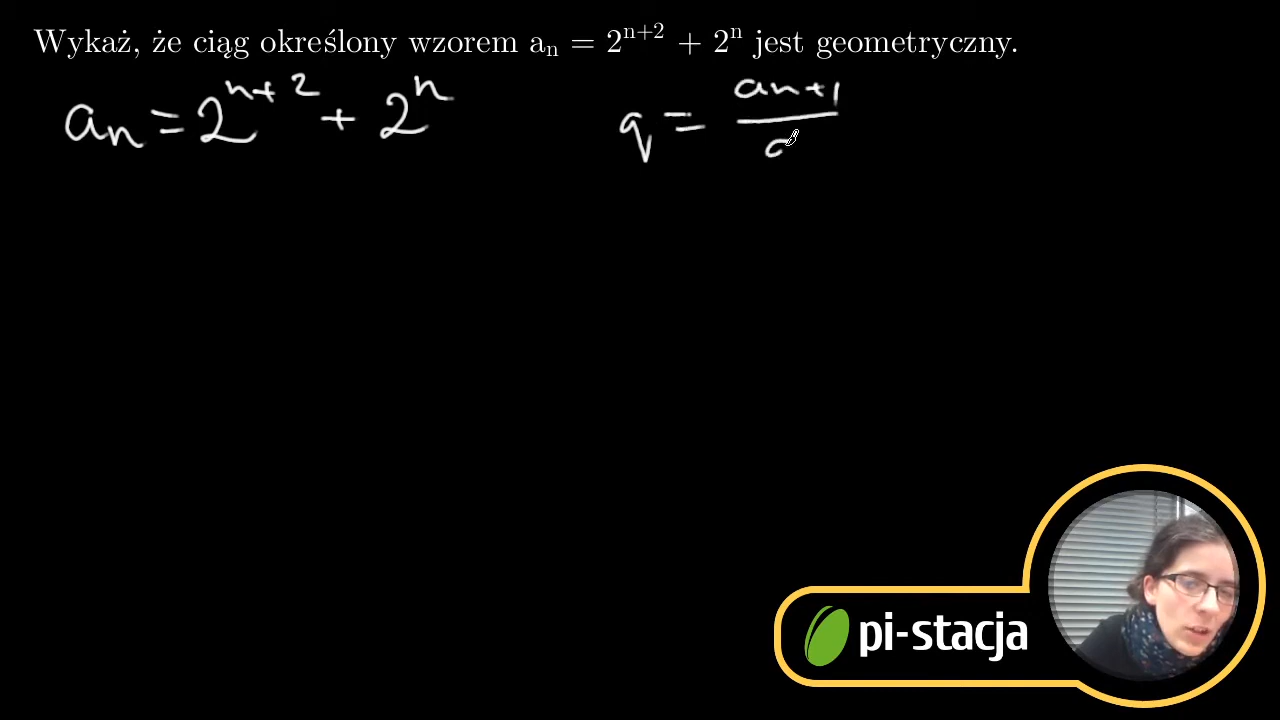 Wykaż, że ciąg określony wzorem aₙ = 2ⁿ⁺² + 2ⁿ jest geometryczny.
aₙ = 2ⁿ⁺² + 2ⁿ
q = aₙ₊₁ / a
pi-stacja